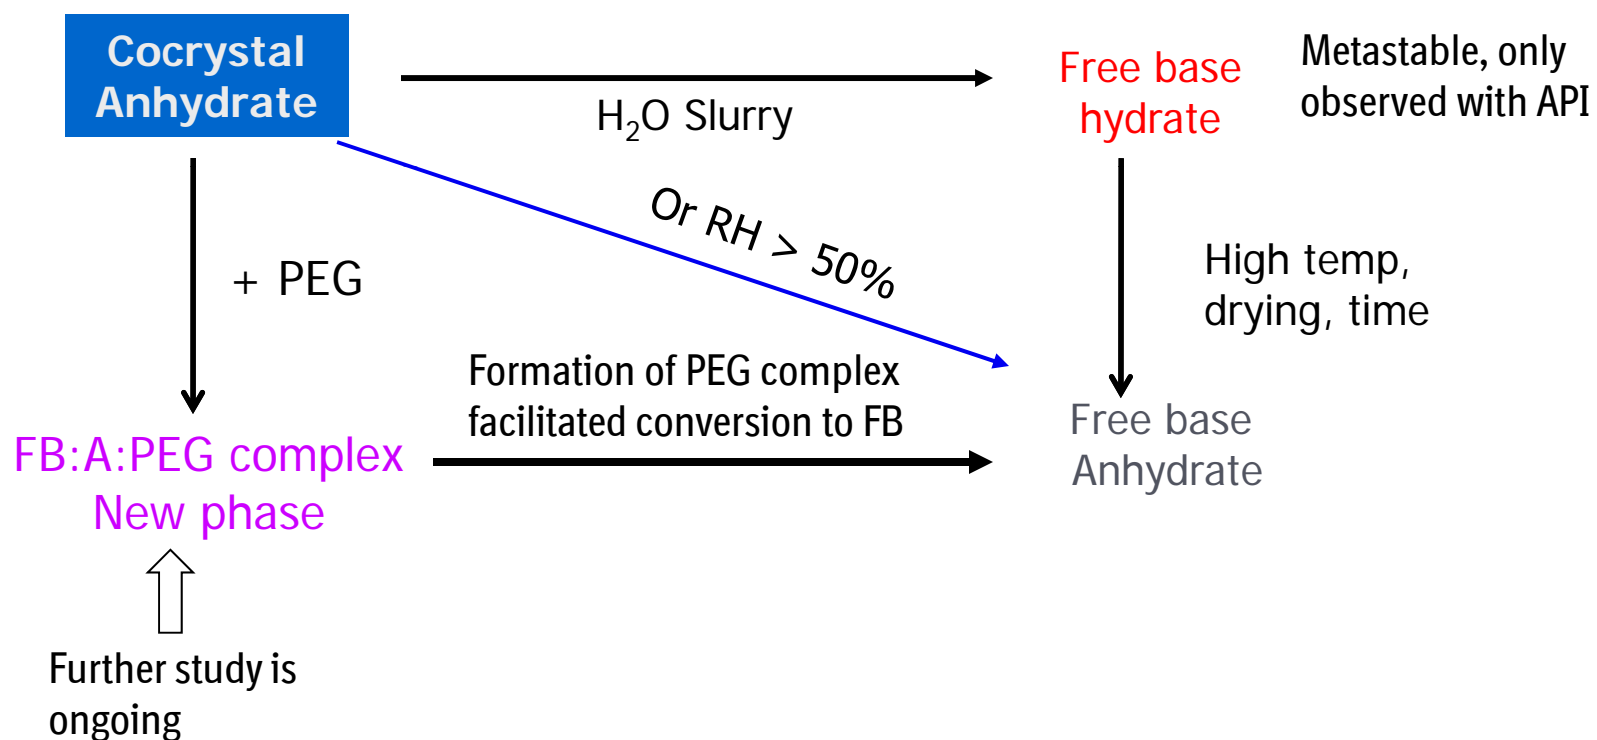 Cocrystal
Anhydrate
H₂O Slurry
Free base
hydrate
Metastable, only
observed with API
Or RH > 50%
+ PEG
High temp,
drying, time
Formation of PEG complex
facilitated conversion to FB
FB:A:PEG complex
New phase
Free base
Anhydrate
Further study is
ongoing